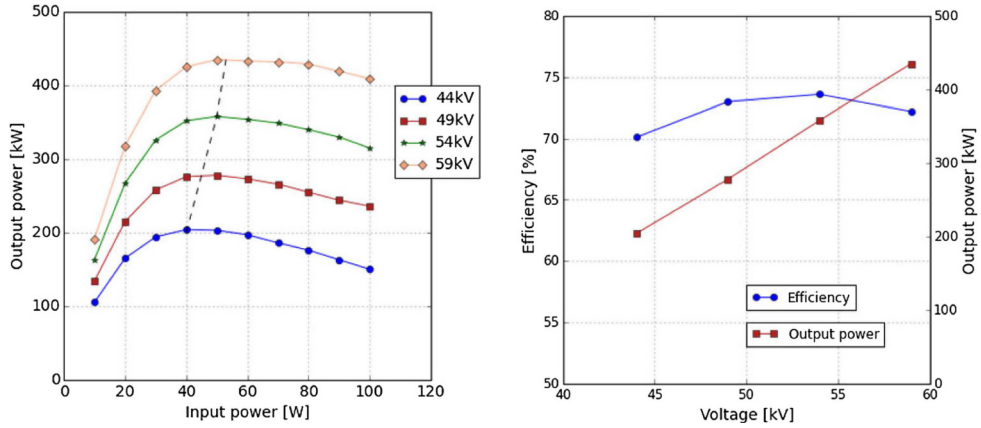 500
400
300
200
100
0
Output power [kW]
0 20 40 60 80 100 120
Input power [W]
44kV
49kV
54kV
59kV
80
75
70
65
60
55
50
Efficiency [%]
40 45 50 55 60
Voltage [kV]
Efficiency
Output power
500
400
300
200
100
0
Output power [kW]